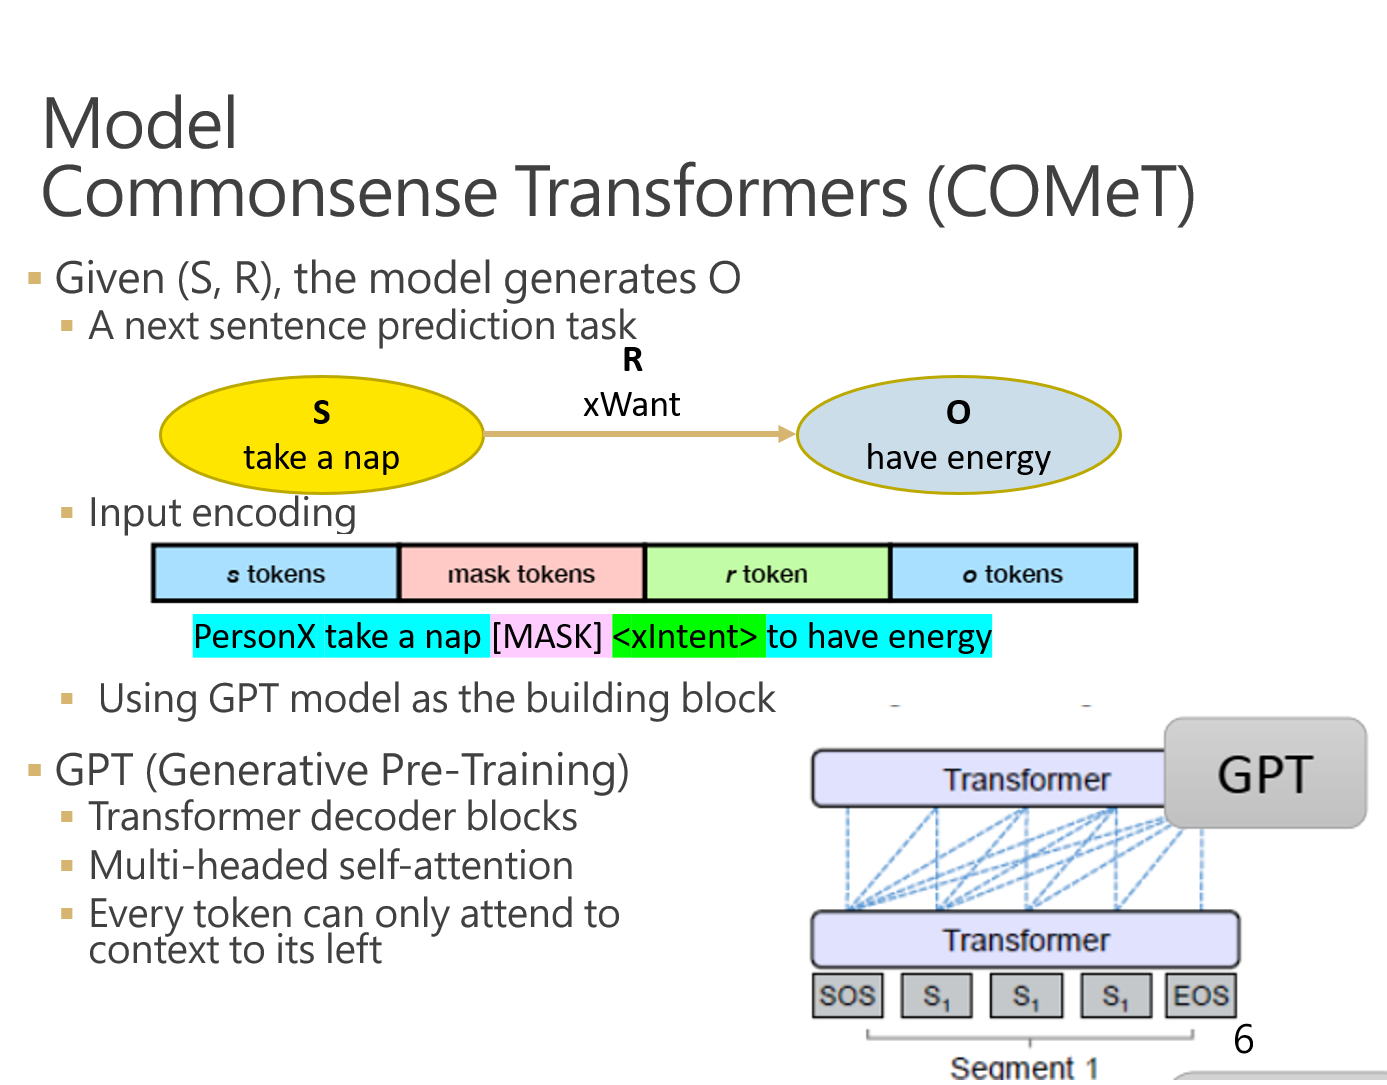 Model
Commonsense Transformers (COMeT)
Given (S, R), the model generates O
A next sentence prediction task
R
xWant
S
take a nap
O
have energy
Input encoding
s tokens mask tokens r token o tokens
PersonX take a nap [MASK] <xIntent> to have energy
Using GPT model as the building block
GPT (Generative Pre-Training)
Transformer decoder blocks
Multi-headed self-attention
Every token can only attend to
context to its left
GPT
Transformer
Transformer
SOS S1 S1 S1 EOS
Segment 1
6